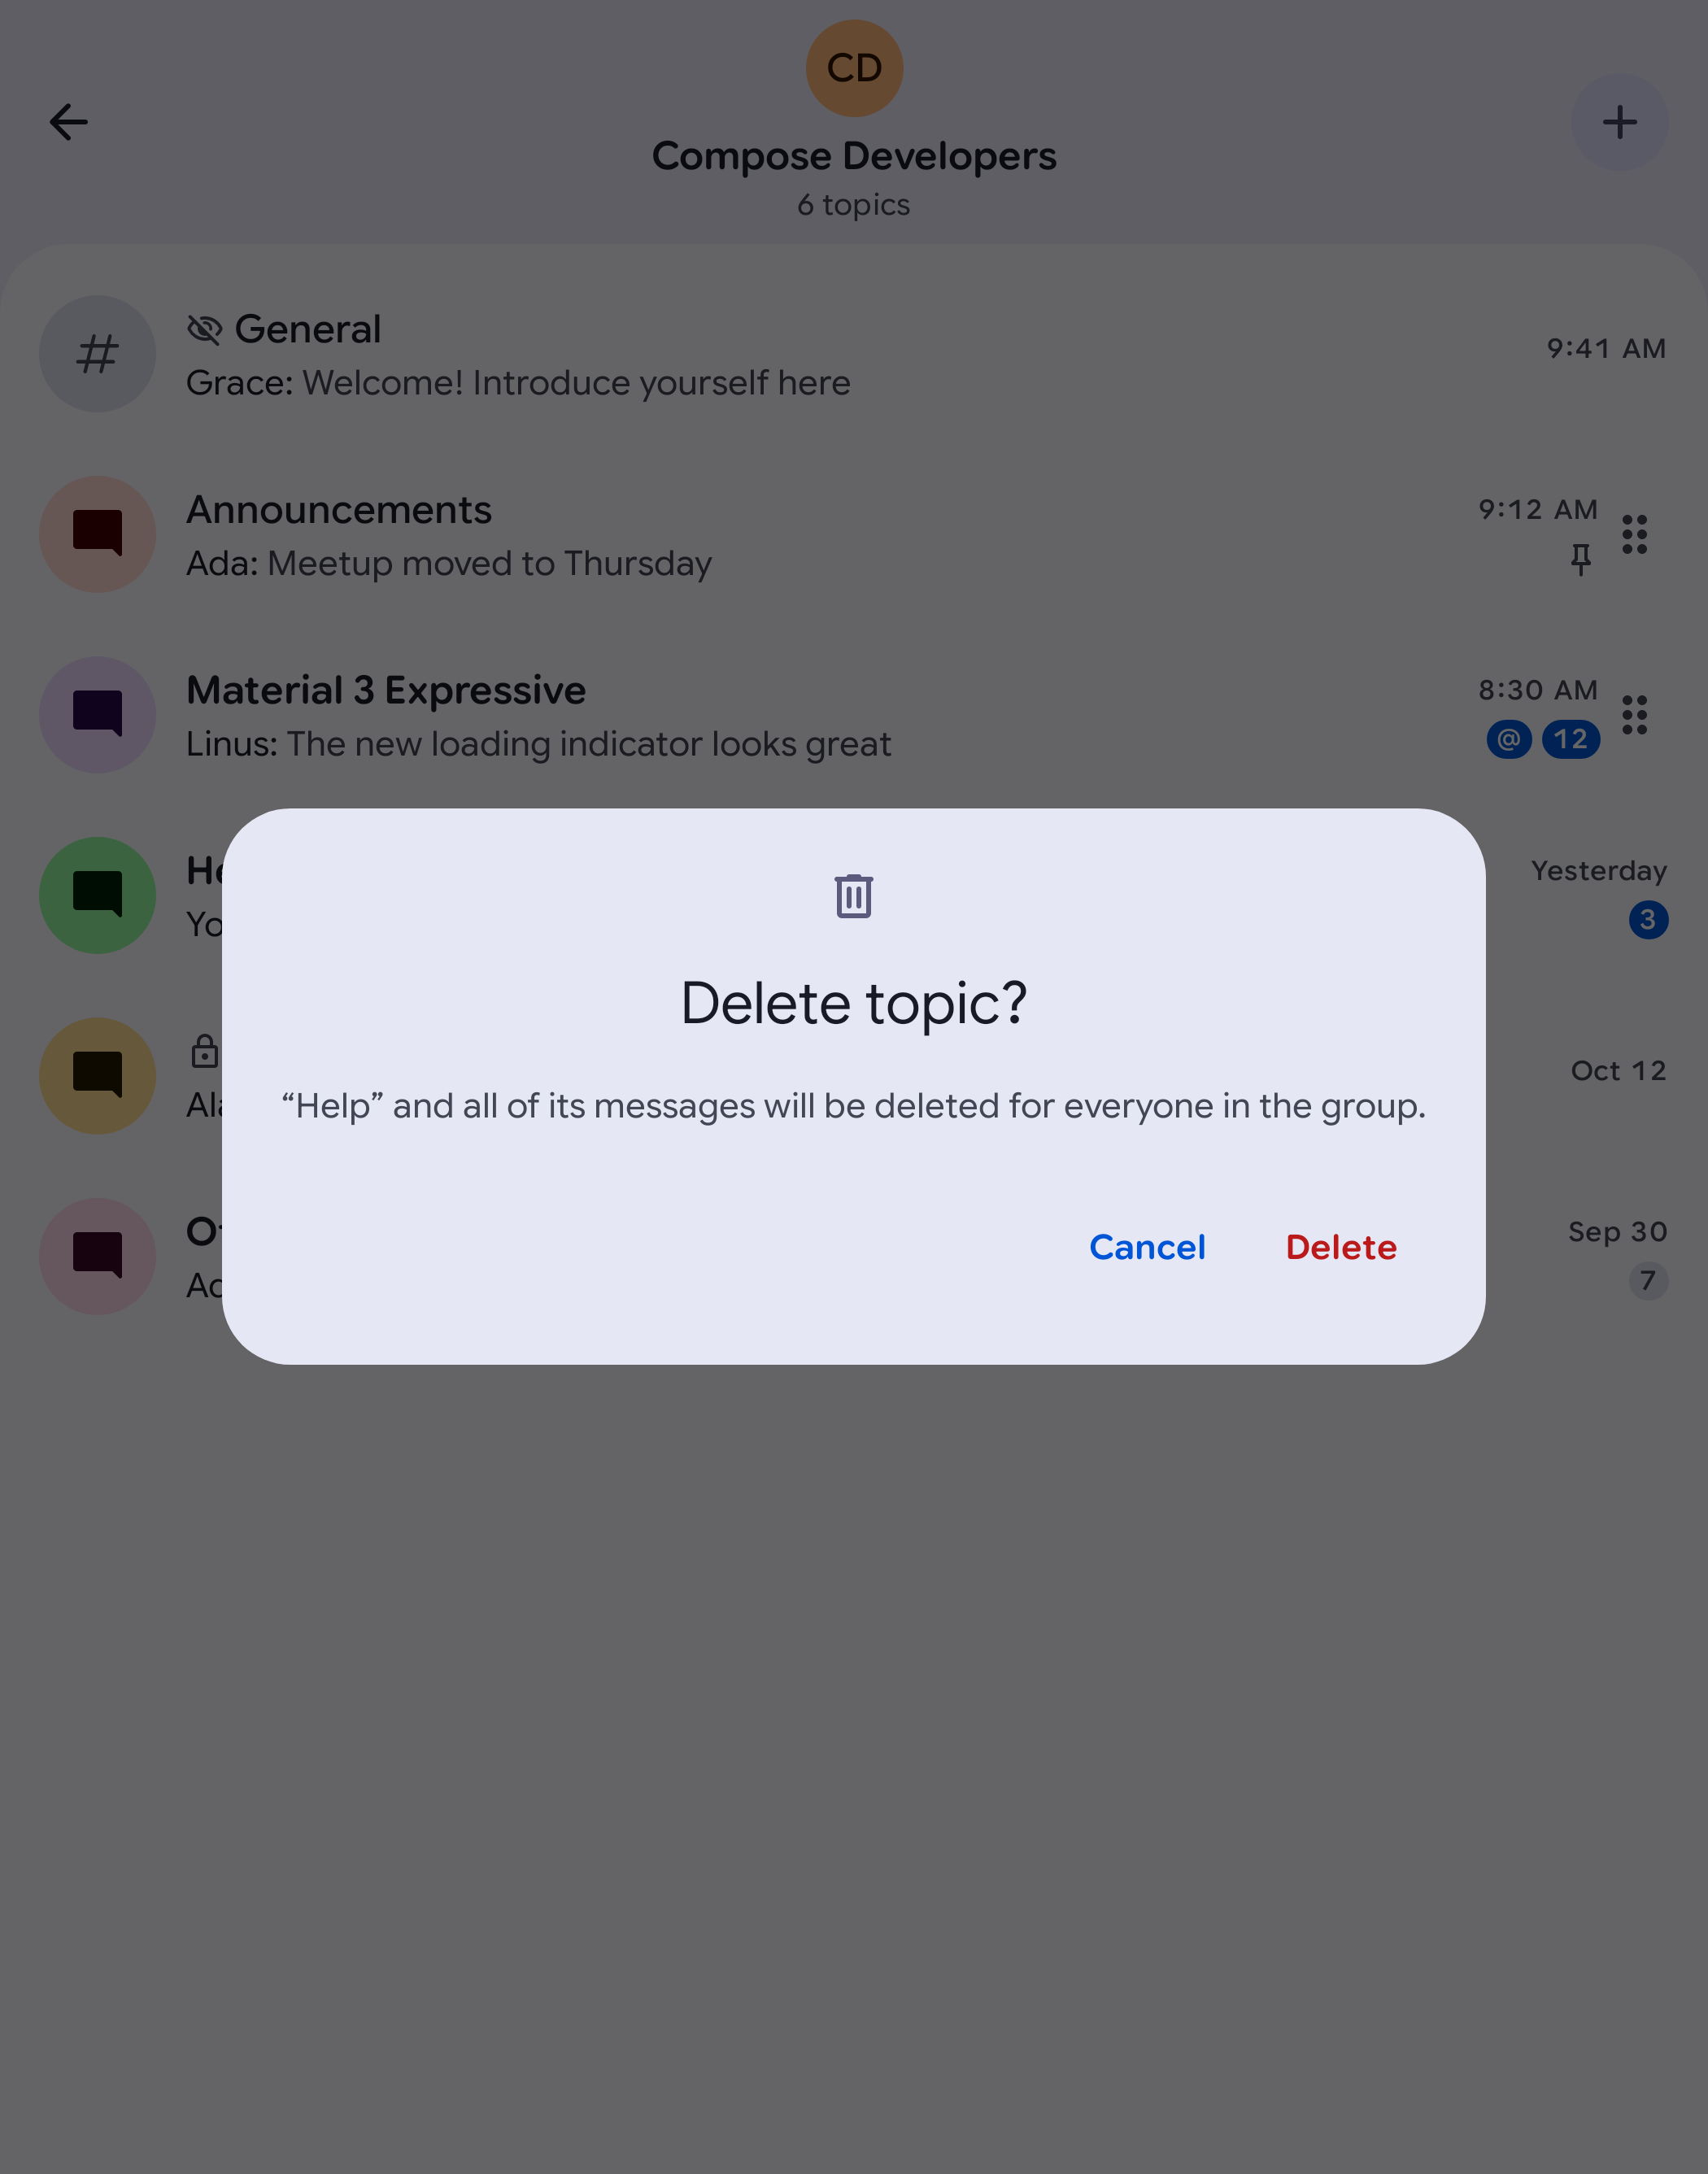 CD
Compose Developers
6 topics
# General 9:41 AM
Grace: Welcome! Introduce yourself here
Announcements 9:12 AM
Ada: Meetup moved to Thursday
Material 3 Expressive 8:30 AM
Linus: The new loading indicator looks great @ 12
Yesterday
3
Delete topic?
“Help” and all of its messages will be deleted for everyone in the group.
Oct 12
Cancel Delete
Sep 30
7